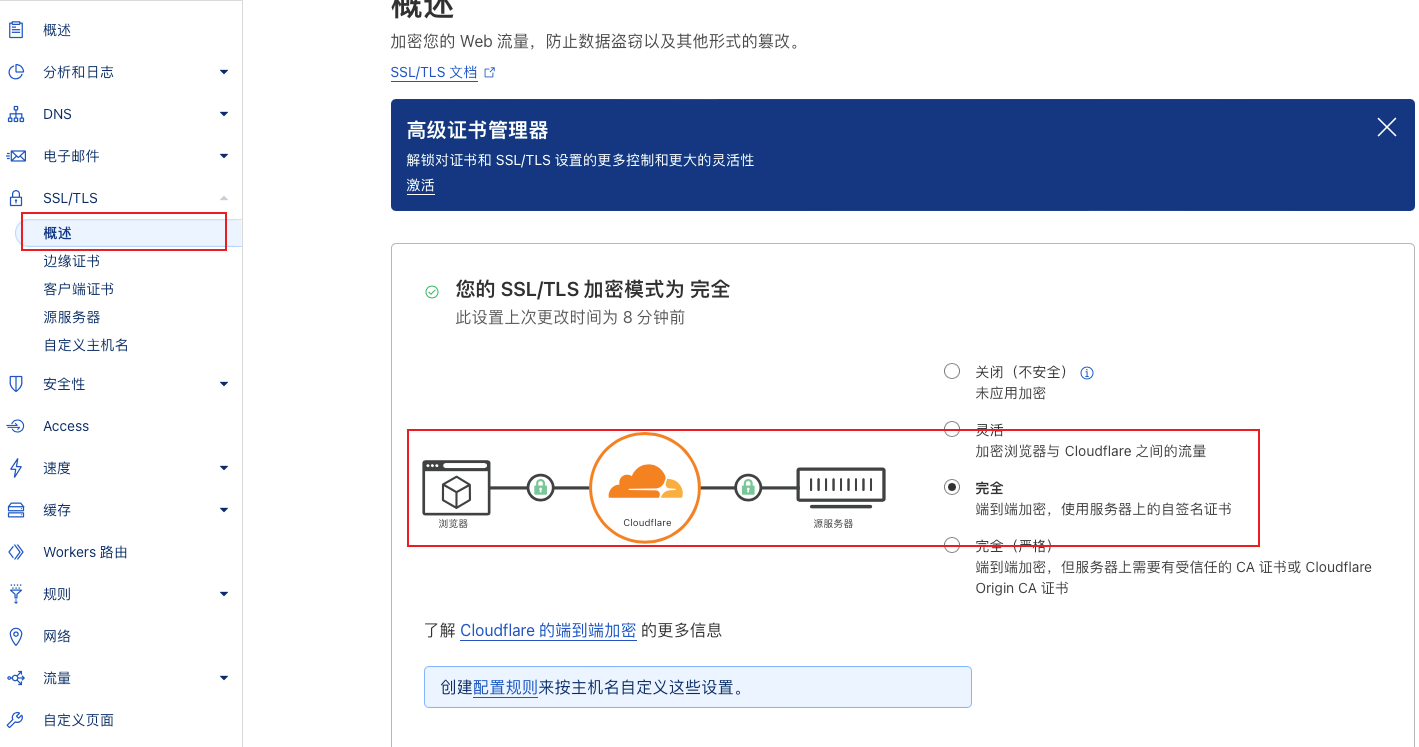 概述
分析和日志
DNS
电子邮件
SSL/TLS
概述
边缘证书
客户端证书
源服务器
自定义主机名
安全性
Access
速度
缓存
Workers 路由
规则
网络
流量
自定义页面
概述
加密您的 Web 流量，防止数据盗窃以及其他形式的篡改。
SSL/TLS 文档
高级证书管理器
解锁对证书和 SSL/TLS 设置的更多控制和更大的灵活性
激活
您的 SSL/TLS 加密模式为 完全
此设置上次更改时间为 8 分钟前
浏览器
Cloudflare
源服务器
关闭（不安全）
未应用加密
灵活
加密浏览器与 Cloudflare 之间的流量
完全
端到端加密，使用服务器上的自签名证书
完全（严格）
端到端加密，但服务器上需要有受信任的 CA 证书或 Cloudflare
Origin CA 证书
了解 Cloudflare 的端到端加密 的更多信息
创建配置规则来按主机名自定义这些设置。